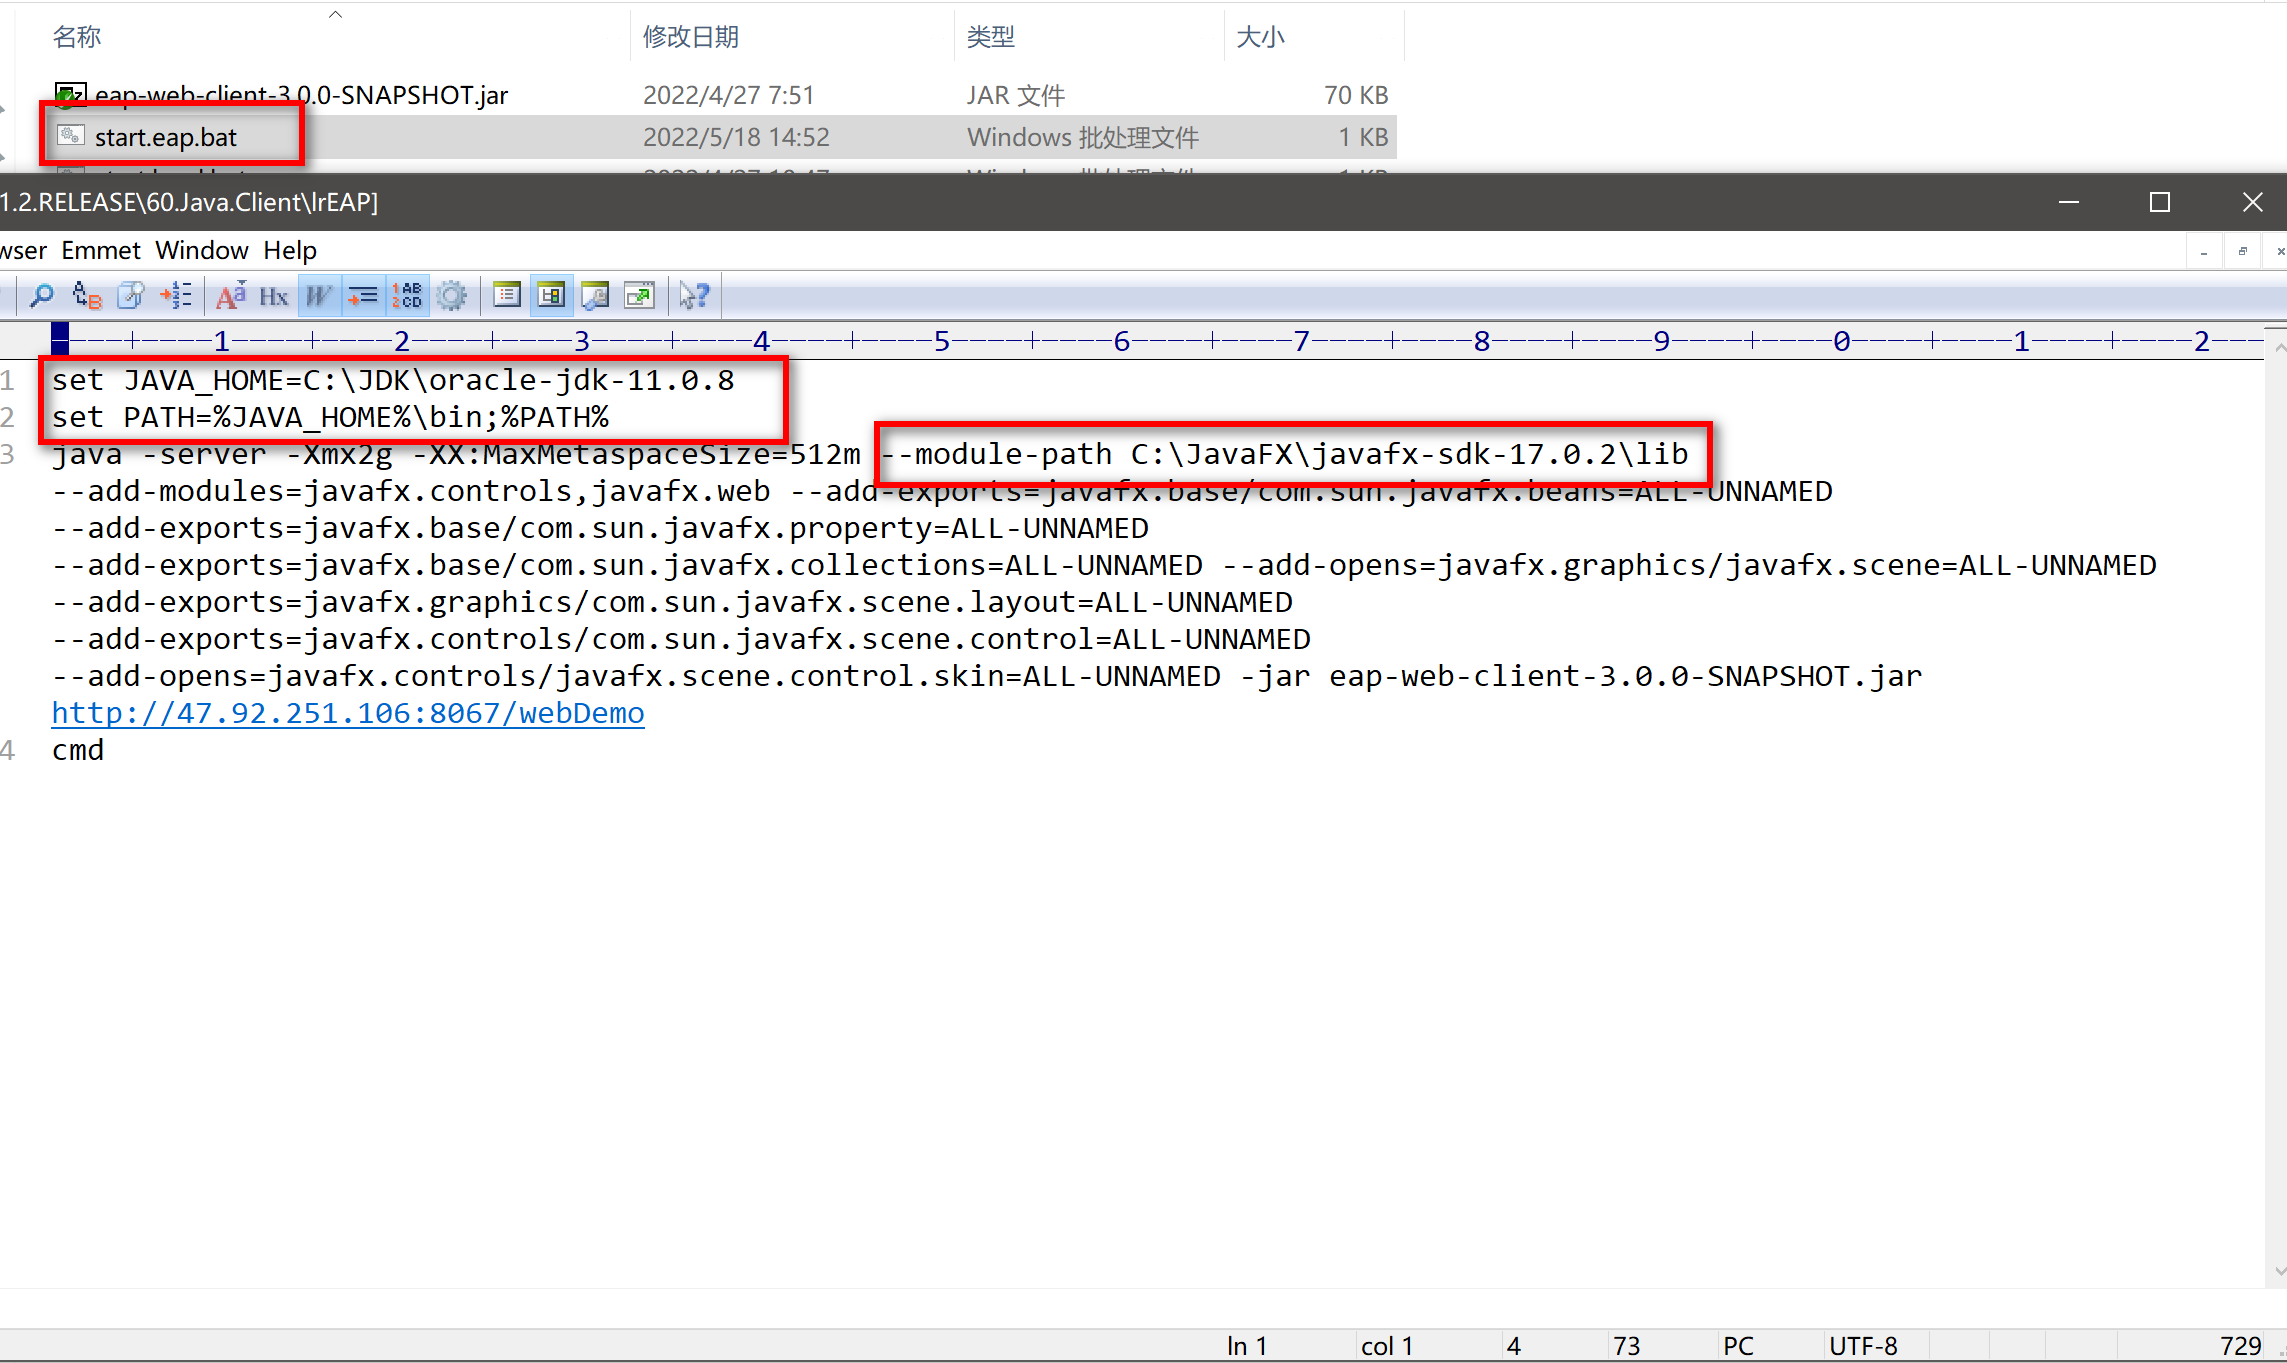 名称 修改日期 类型 大小
eap-web-client-3.0.0-SNAPSHOT.jar 2022/4/27 7:51 JAR 文件 70 KB
start.eap.bat 2022/5/18 14:52 Windows 批处理文件 1 KB
1.2.RELEASE\60.Java.Client\lrEAP]
wser Emmet Window Help
1 2 3 4 5 6 7 8 9 0 1 2
1 set JAVA_HOME=C:\JDK\oracle-jdk-11.0.8
2 set PATH=%JAVA_HOME%\bin;%PATH%
3 java -server -Xmx2g -XX:MaxMetaspaceSize=512m --module-path C:\JavaFX\javafx-sdk-17.0.2\lib
--add-modules=javafx.controls,javafx.web --add-exports=javafx.base/com.sun.javafx.beans=ALL-UNNAMED
--add-exports=javafx.base/com.sun.javafx.property=ALL-UNNAMED
--add-exports=javafx.base/com.sun.javafx.collections=ALL-UNNAMED --add-opens=javafx.graphics/javafx.scene=ALL-UNNAMED
--add-exports=javafx.graphics/com.sun.javafx.scene.layout=ALL-UNNAMED
--add-exports=javafx.controls/com.sun.javafx.scene.control=ALL-UNNAMED
--add-opens=javafx.controls/javafx.scene.control.skin=ALL-UNNAMED -jar eap-web-client-3.0.0-SNAPSHOT.jar
http://47.92.251.106:8067/webDemo
4 cmd
ln 1 col 1 4 73 PC UTF-8 729